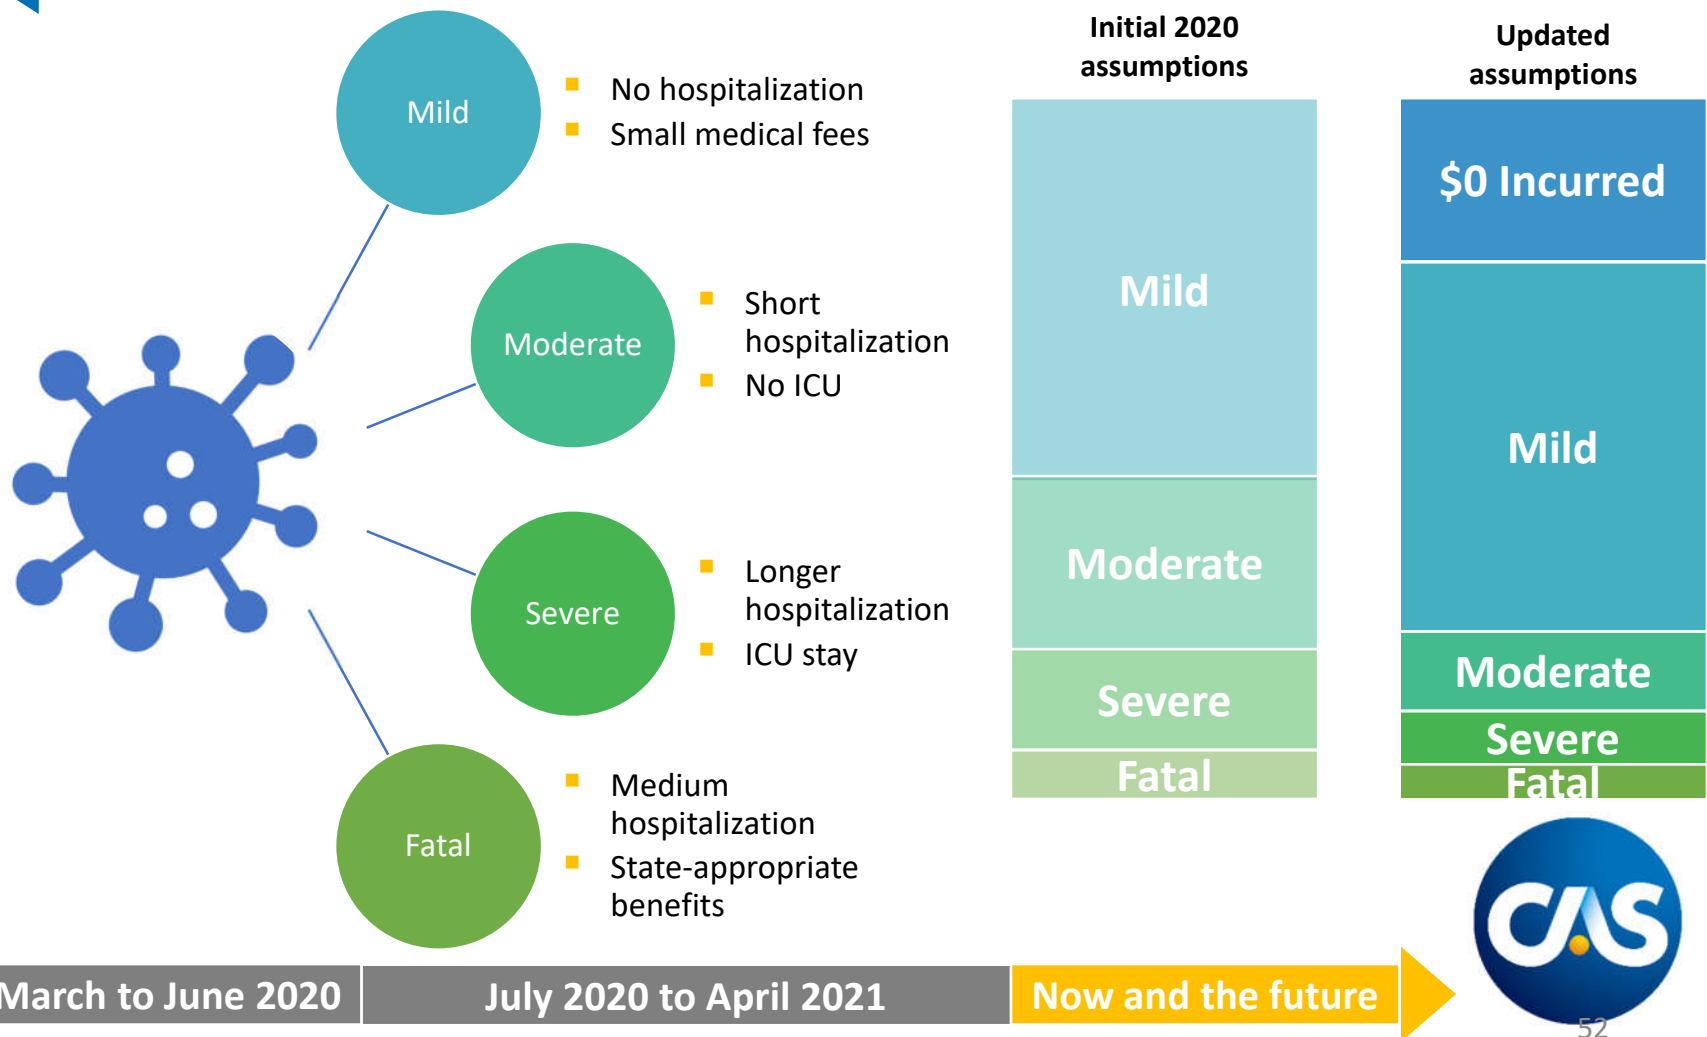 Mild
No hospitalization
Small medical fees
Moderate
Short
hospitalization
No ICU
Severe
Longer
hospitalization
ICU stay
Fatal
Medium
hospitalization
State-appropriate
benefits
Initial 2020
assumptions
Mild
Moderate
Severe
Fatal
Updated
assumptions
$0 Incurred
Mild
Moderate
Severe
Fatal
CAS
March to June 2020
July 2020 to April 2021
Now and the future
52